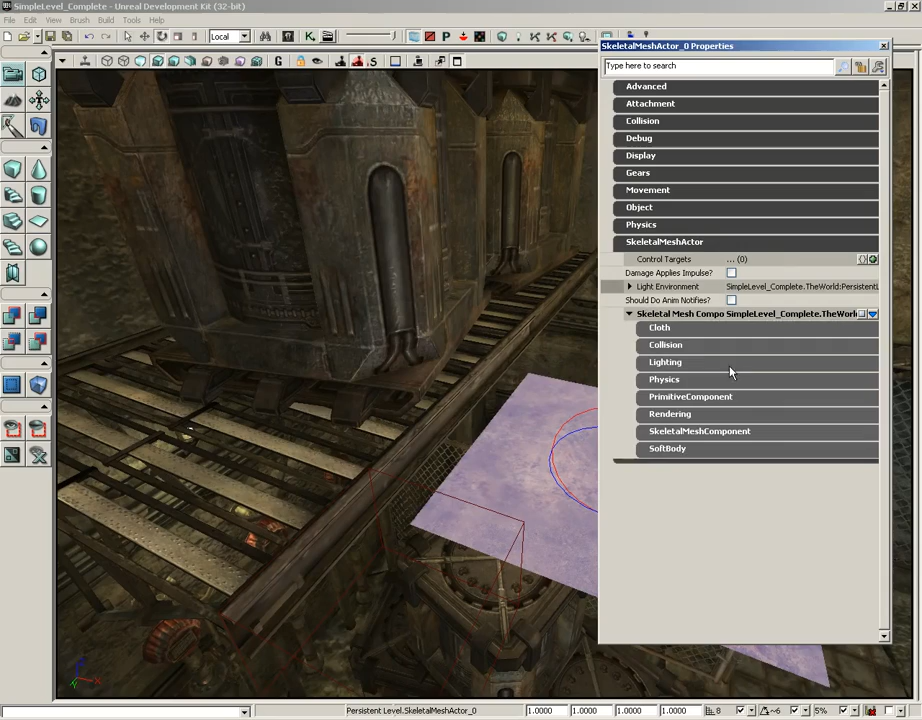 SimpleLevel_Complete - Unreal Development Kit (32-bit)
File Edit View Brush Build Tools Help
Local
G
S
SkeletalMeshActor_0 Properties
Type here to search
Advanced
Attachment
Collision
Debug
Display
Gears
Movement
Object
Physics
SkeletalMeshActor
Control Targets ... (0)
Damage Applies Impulse?
Light Environment SimpleLevel_Complete.TheWorld:PersistentL
Should Do Anim Notifies?
Skeletal Mesh Compo SimpleLevel_Complete.TheWorl
Cloth
Collision
Lighting
Physics
PrimitiveComponent
Rendering
SkeletalMeshComponent
SoftBody
Z
X
Y
Persistent Level.SkeletalMeshActor_0 1.0000 1.0000 1.0000 1.0000 8 ~6 5%